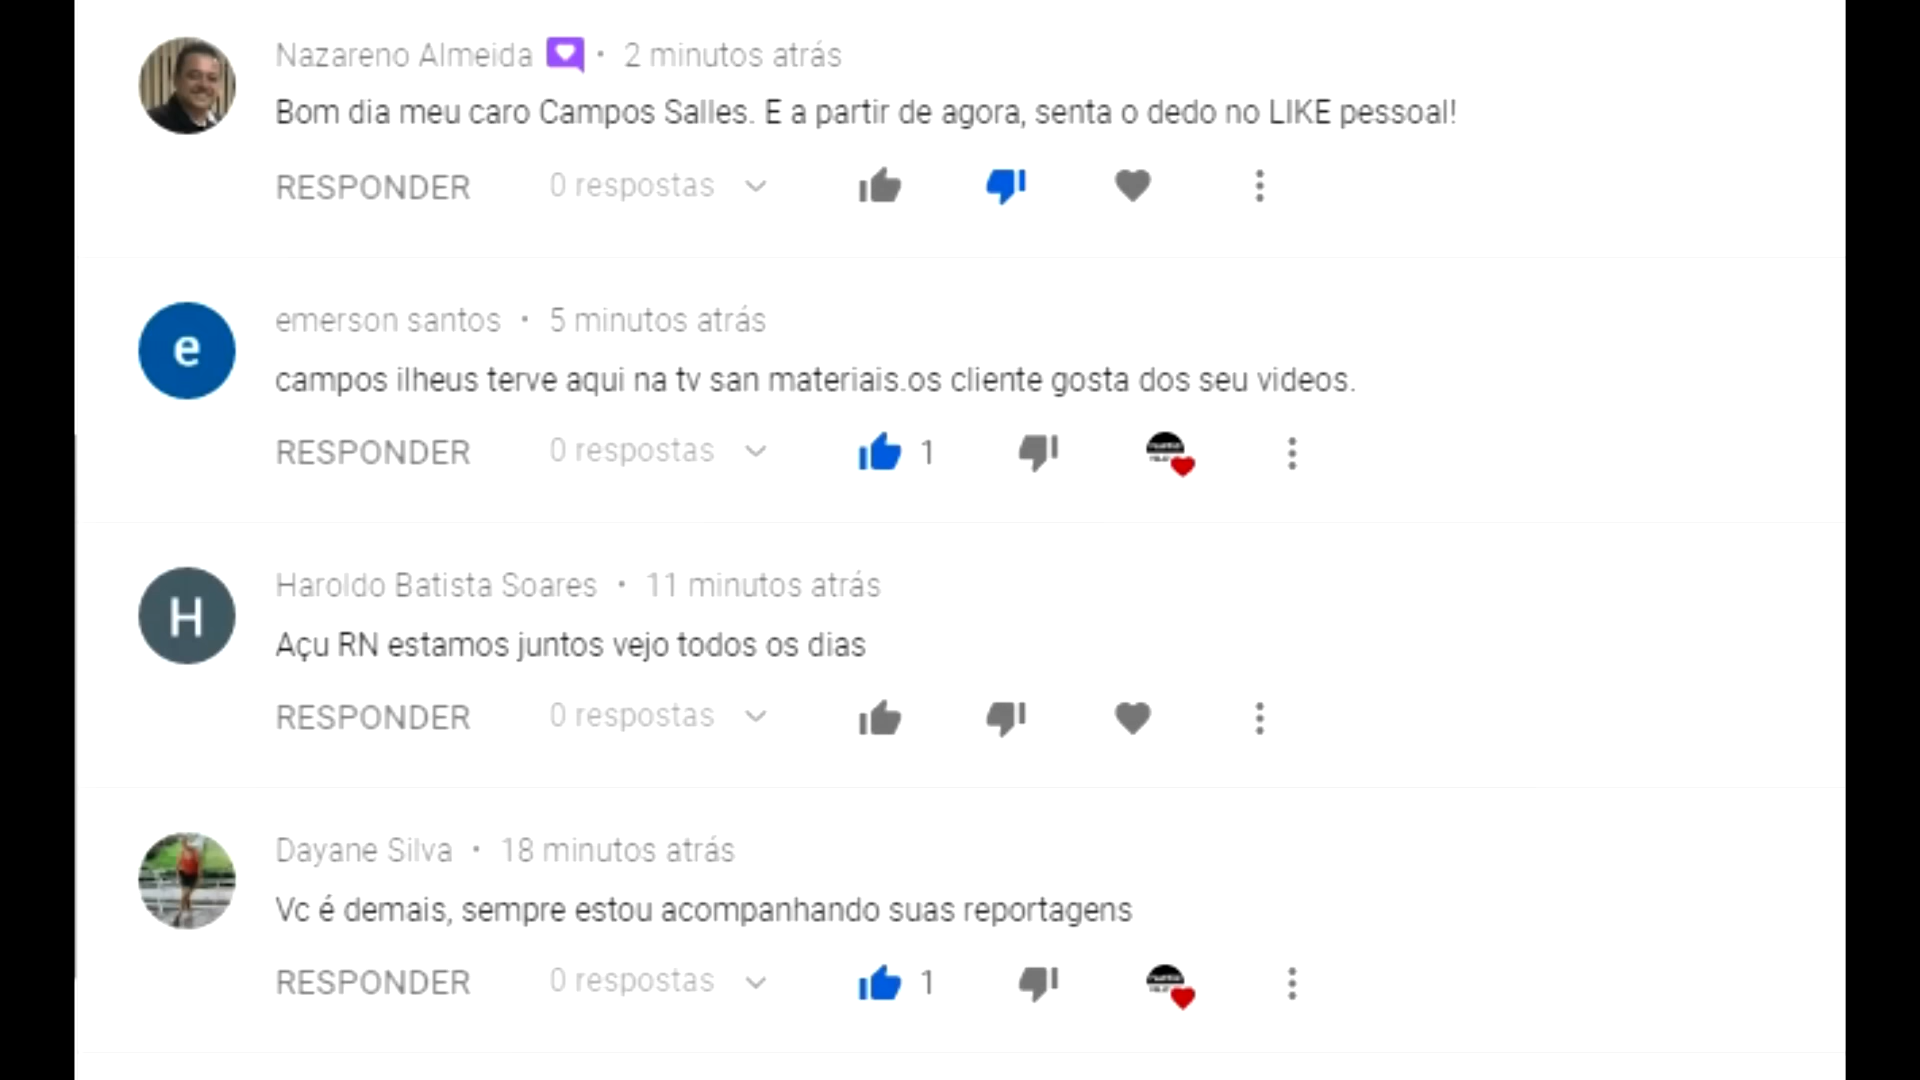 Nazareno Almeida • 2 minutos atrás
Bom dia meu caro Campos Salles. E a partir de agora, senta o dedo no LIKE pessoal!
RESPONDER 0 respostas
e
emerson santos • 5 minutos atrás
campos ilheus terve aqui na tv san materiais.os cliente gosta dos seu videos.
RESPONDER 0 respostas 1
H
Haroldo Batista Soares • 11 minutos atrás
Açu RN estamos juntos vejo todos os dias
RESPONDER 0 respostas
Dayane Silva • 18 minutos atrás
Vc é demais, sempre estou acompanhando suas reportagens
RESPONDER 0 respostas 1